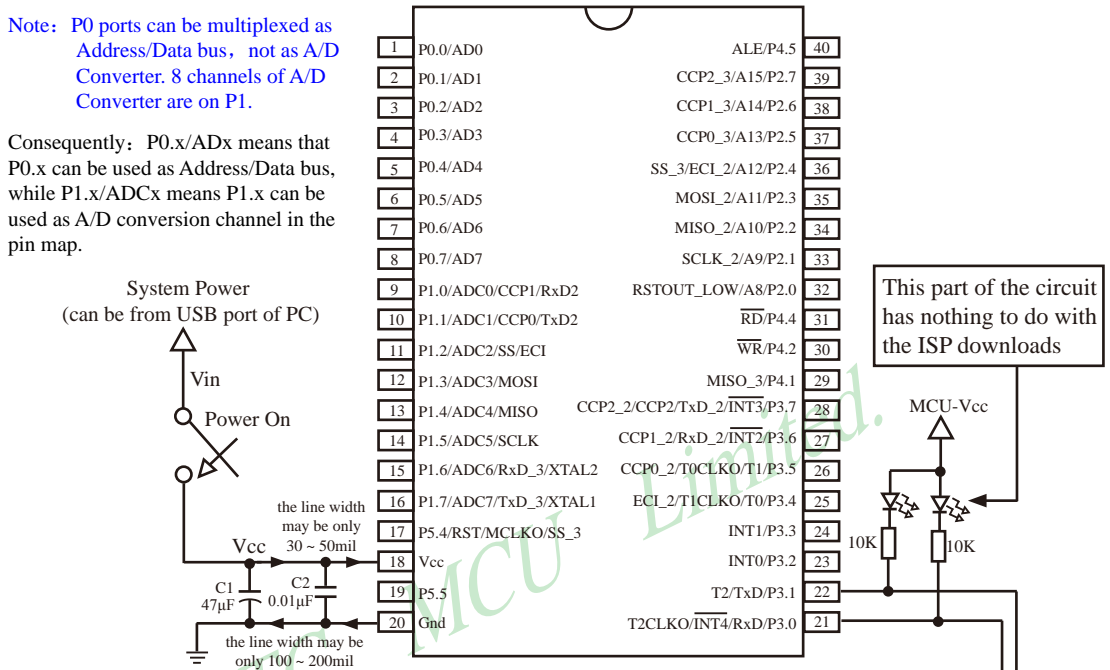 Note：P0 ports can be multiplexed as
Address/Data bus，not as A/D
Converter. 8 channels of A/D
Converter are on P1.
Consequently：P0.x/ADx means that
P0.x can be used as Address/Data bus,
while P1.x/ADCx means P1.x can be
used as A/D conversion channel in the
pin map.
System Power
(can be from USB port of PC)
Vin
Power On
the line width
may be only
30 ~ 50mil
Vcc
C1
47μF
C2
0.01μF
the line width may be
only 100 ~ 200mil
1 P0.0/AD0
2 P0.1/AD1
3 P0.2/AD2
4 P0.3/AD3
5 P0.4/AD4
6 P0.5/AD5
7 P0.6/AD6
8 P0.7/AD7
9 P1.0/ADC0/CCP1/RxD2
10 P1.1/ADC1/CCP0/TxD2
11 P1.2/ADC2/SS/ECI
12 P1.3/ADC3/MOSI
13 P1.4/ADC4/MISO
14 P1.5/ADC5/SCLK
15 P1.6/ADC6/RxD_3/XTAL2
16 P1.7/ADC7/TxD_3/XTAL1
17 P5.4/RST/MCLKO/SS_3
18 Vcc
19 P5.5
20 Gnd
ALE/P4.5 40
CCP2_3/A15/P2.7 39
CCP1_3/A14/P2.6 38
CCP0_3/A13/P2.5 37
SS_3/ECI_2/A12/P2.4 36
MOSI_2/A11/P2.3 35
MISO_2/A10/P2.2 34
SCLK_2/A9/P2.1 33
RSTOUT_LOW/A8/P2.0 32
RD/P4.4 31
WR/P4.2 30
MISO_3/P4.1 29
CCP2_2/CCP2/TxD_2/INT3/P3.7 28
CCP1_2/RxD_2/INT2/P3.6 27
CCP0_2/T0CLKO/T1/P3.5 26
ECI_2/T1CLKO/T0/P3.4 25
INT1/P3.3 24
INT0/P3.2 23
T2/TxD/P3.1 22
T2CLKO/INT4/RxD/P3.0 21
This part of the circuit
has nothing to do with
the ISP downloads
MCU-Vcc
10K
10K
MCU Limited.